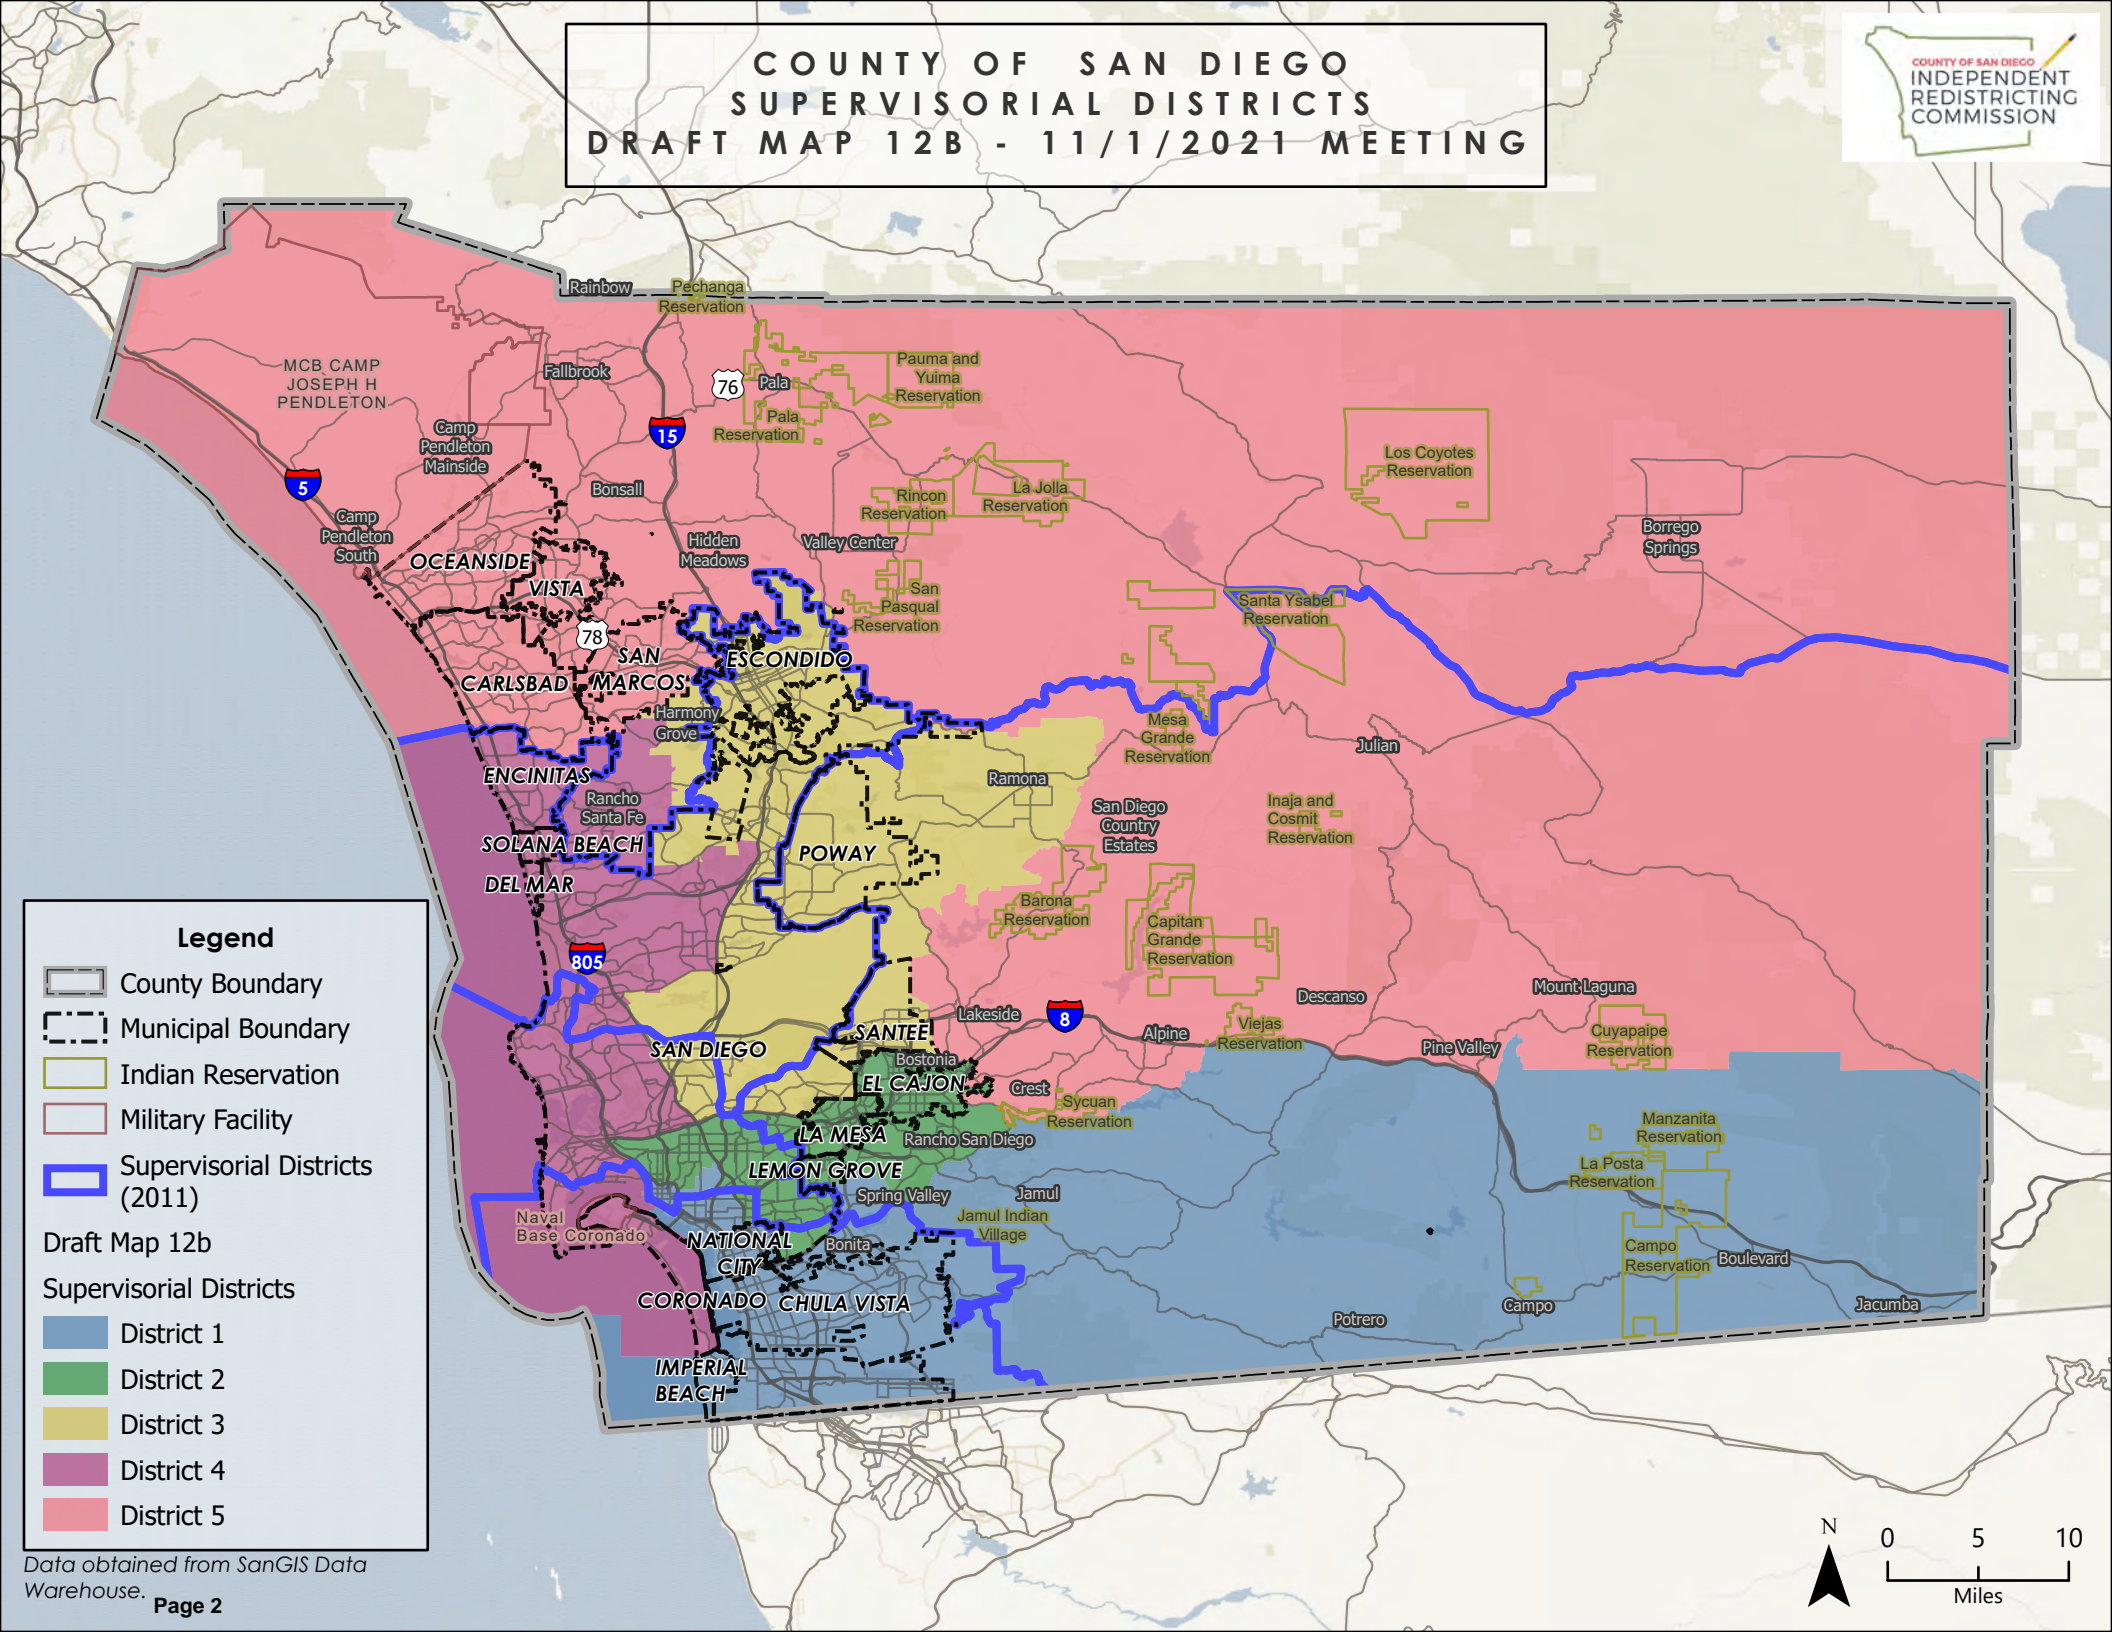 COUNTY OF SAN DIEGO
SUPERVISORIAL DISTRICTS
DRAFT MAP 12B - 11/1/2021 MEETING
COUNTY OF SAN DIEGO
INDEPENDENT
REDISTRICTING
COMMISSION
Rainbow
Pechanga
Reservation
MCB CAMP
JOSEPH H
PENDLETON
Fallbrook
76
Pala
Pauma and
Yuima
Reservation
Pala
Reservation
15
Camp
Pendleton
Mainside
5
Bonsall
Los Coyotes
Reservation
Rincon
Reservation
La Jolla
Reservation
Camp
Pendleton
South
Hidden
Meadows
Valley Center
Borrego
Springs
OCEANSIDE
VISTA
San
Pasqual
Reservation
Santa Ysabel
Reservation
78
SAN
MARCOS
ESCONDIDO
CARLSBAD
Harmony
Grove
Mesa
Grande
Reservation
Julian
ENCINITAS
Ramona
Rancho
Santa Fe
San Diego
Country
Estates
Inaja and
Cosmit
Reservation
SOLANA BEACH
POWAY
DEL MAR
Barona
Reservation
Capitan
Grande
Reservation
805
Mount Laguna
Descanso
Lakeside
8
Alpine
Viejas
Reservation
Cuyapaipe
Reservation
SANTEE
SAN DIEGO
Bostonia
Pine Valley
EL CAJON
Crest
Sycuan
Reservation
Manzanita
Reservation
LA MESA
Rancho San Diego
LEMON GROVE
La Posta
Reservation
Spring Valley
Jamul
Jamul Indian
Village
Naval
Base Coronado
NATIONAL
CITY
Bonita
Campo
Reservation
Boulevard
CORONADO
CHULA VISTA
Campo
Jacumba
Potrero
IMPERIAL
BEACH
Legend
County Boundary
Municipal Boundary
Indian Reservation
Military Facility
Supervisorial Districts
(2011)
Draft Map 12b
Supervisorial Districts
District 1
District 2
District 3
District 4
District 5
Data obtained from SanGIS Data
Warehouse.
Page 2
N
0 5 10
Miles